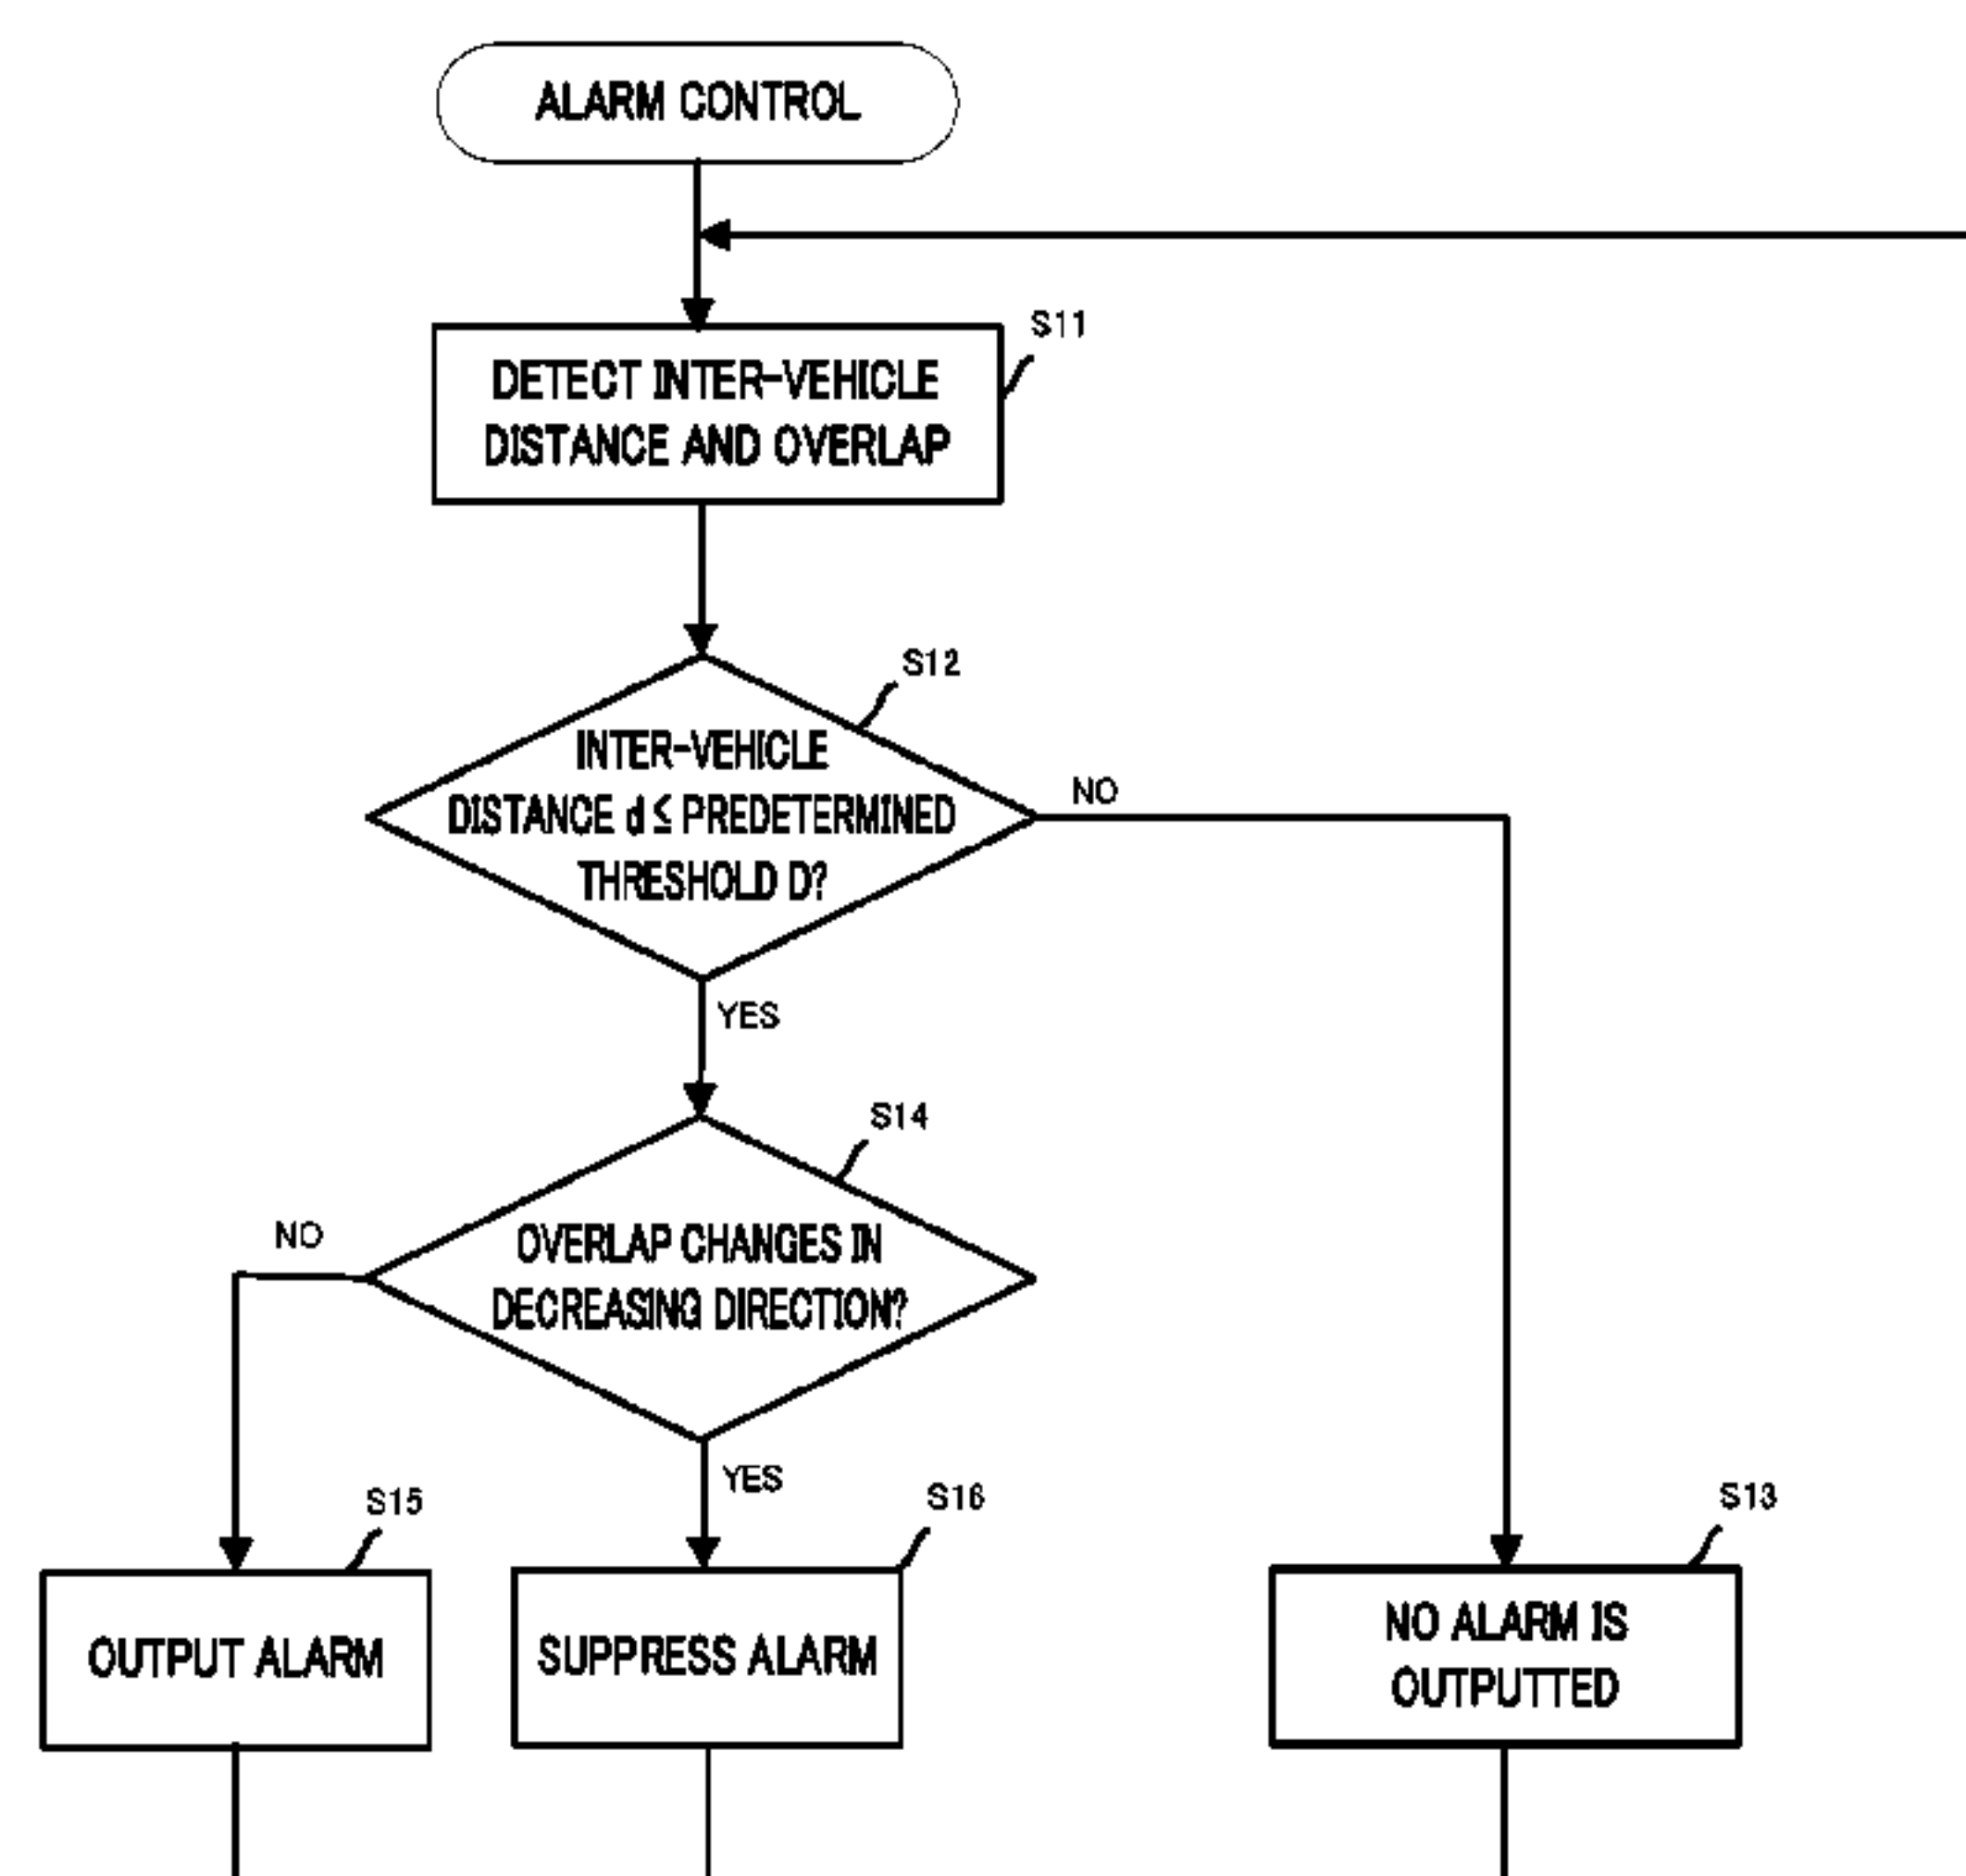 ALARM CONTROL
S11
DETECT INTER-VEHICLE
DISTANCE AND OVERLAP
S12
INTER-VEHICLE
DISTANCE d ≤ PREDETERMINED
THRESHOLD D?
NO
YES
S14
OVERLAP CHANGES IN
DECREASING DIRECTION?
NO
YES
S15
OUTPUT ALARM
S16
SUPPRESS ALARM
S13
NO ALARM IS
OUTPUTTED